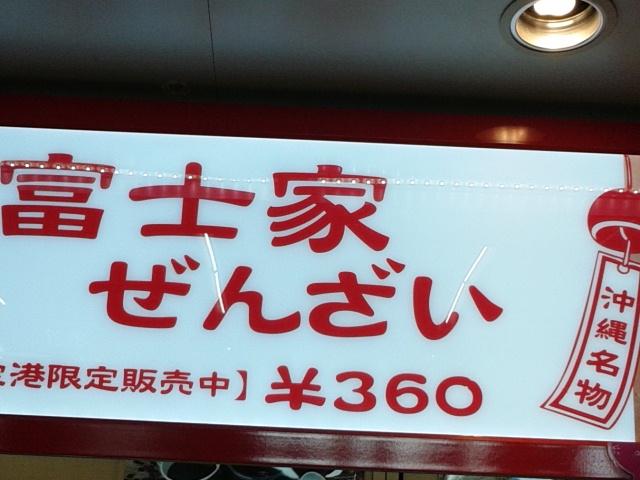 富士家
ぜんざい
港限定販売中】 ¥360
沖縄名物